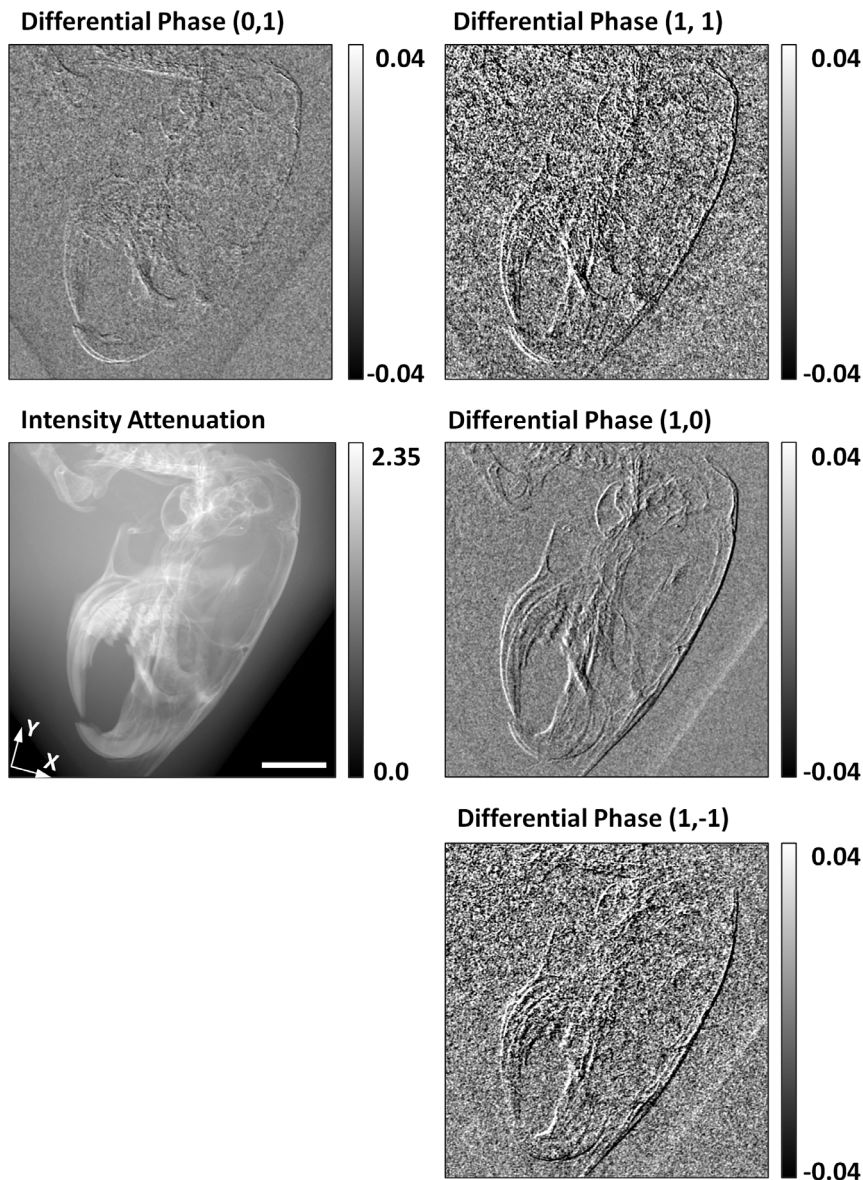 Differential Phase (0,1)
0.04
-0.04
Differential Phase (1, 1)
0.04
-0.04
Intensity Attenuation
2.35
0.0
Y
X
Differential Phase (1,0)
0.04
-0.04
Differential Phase (1,-1)
0.04
-0.04